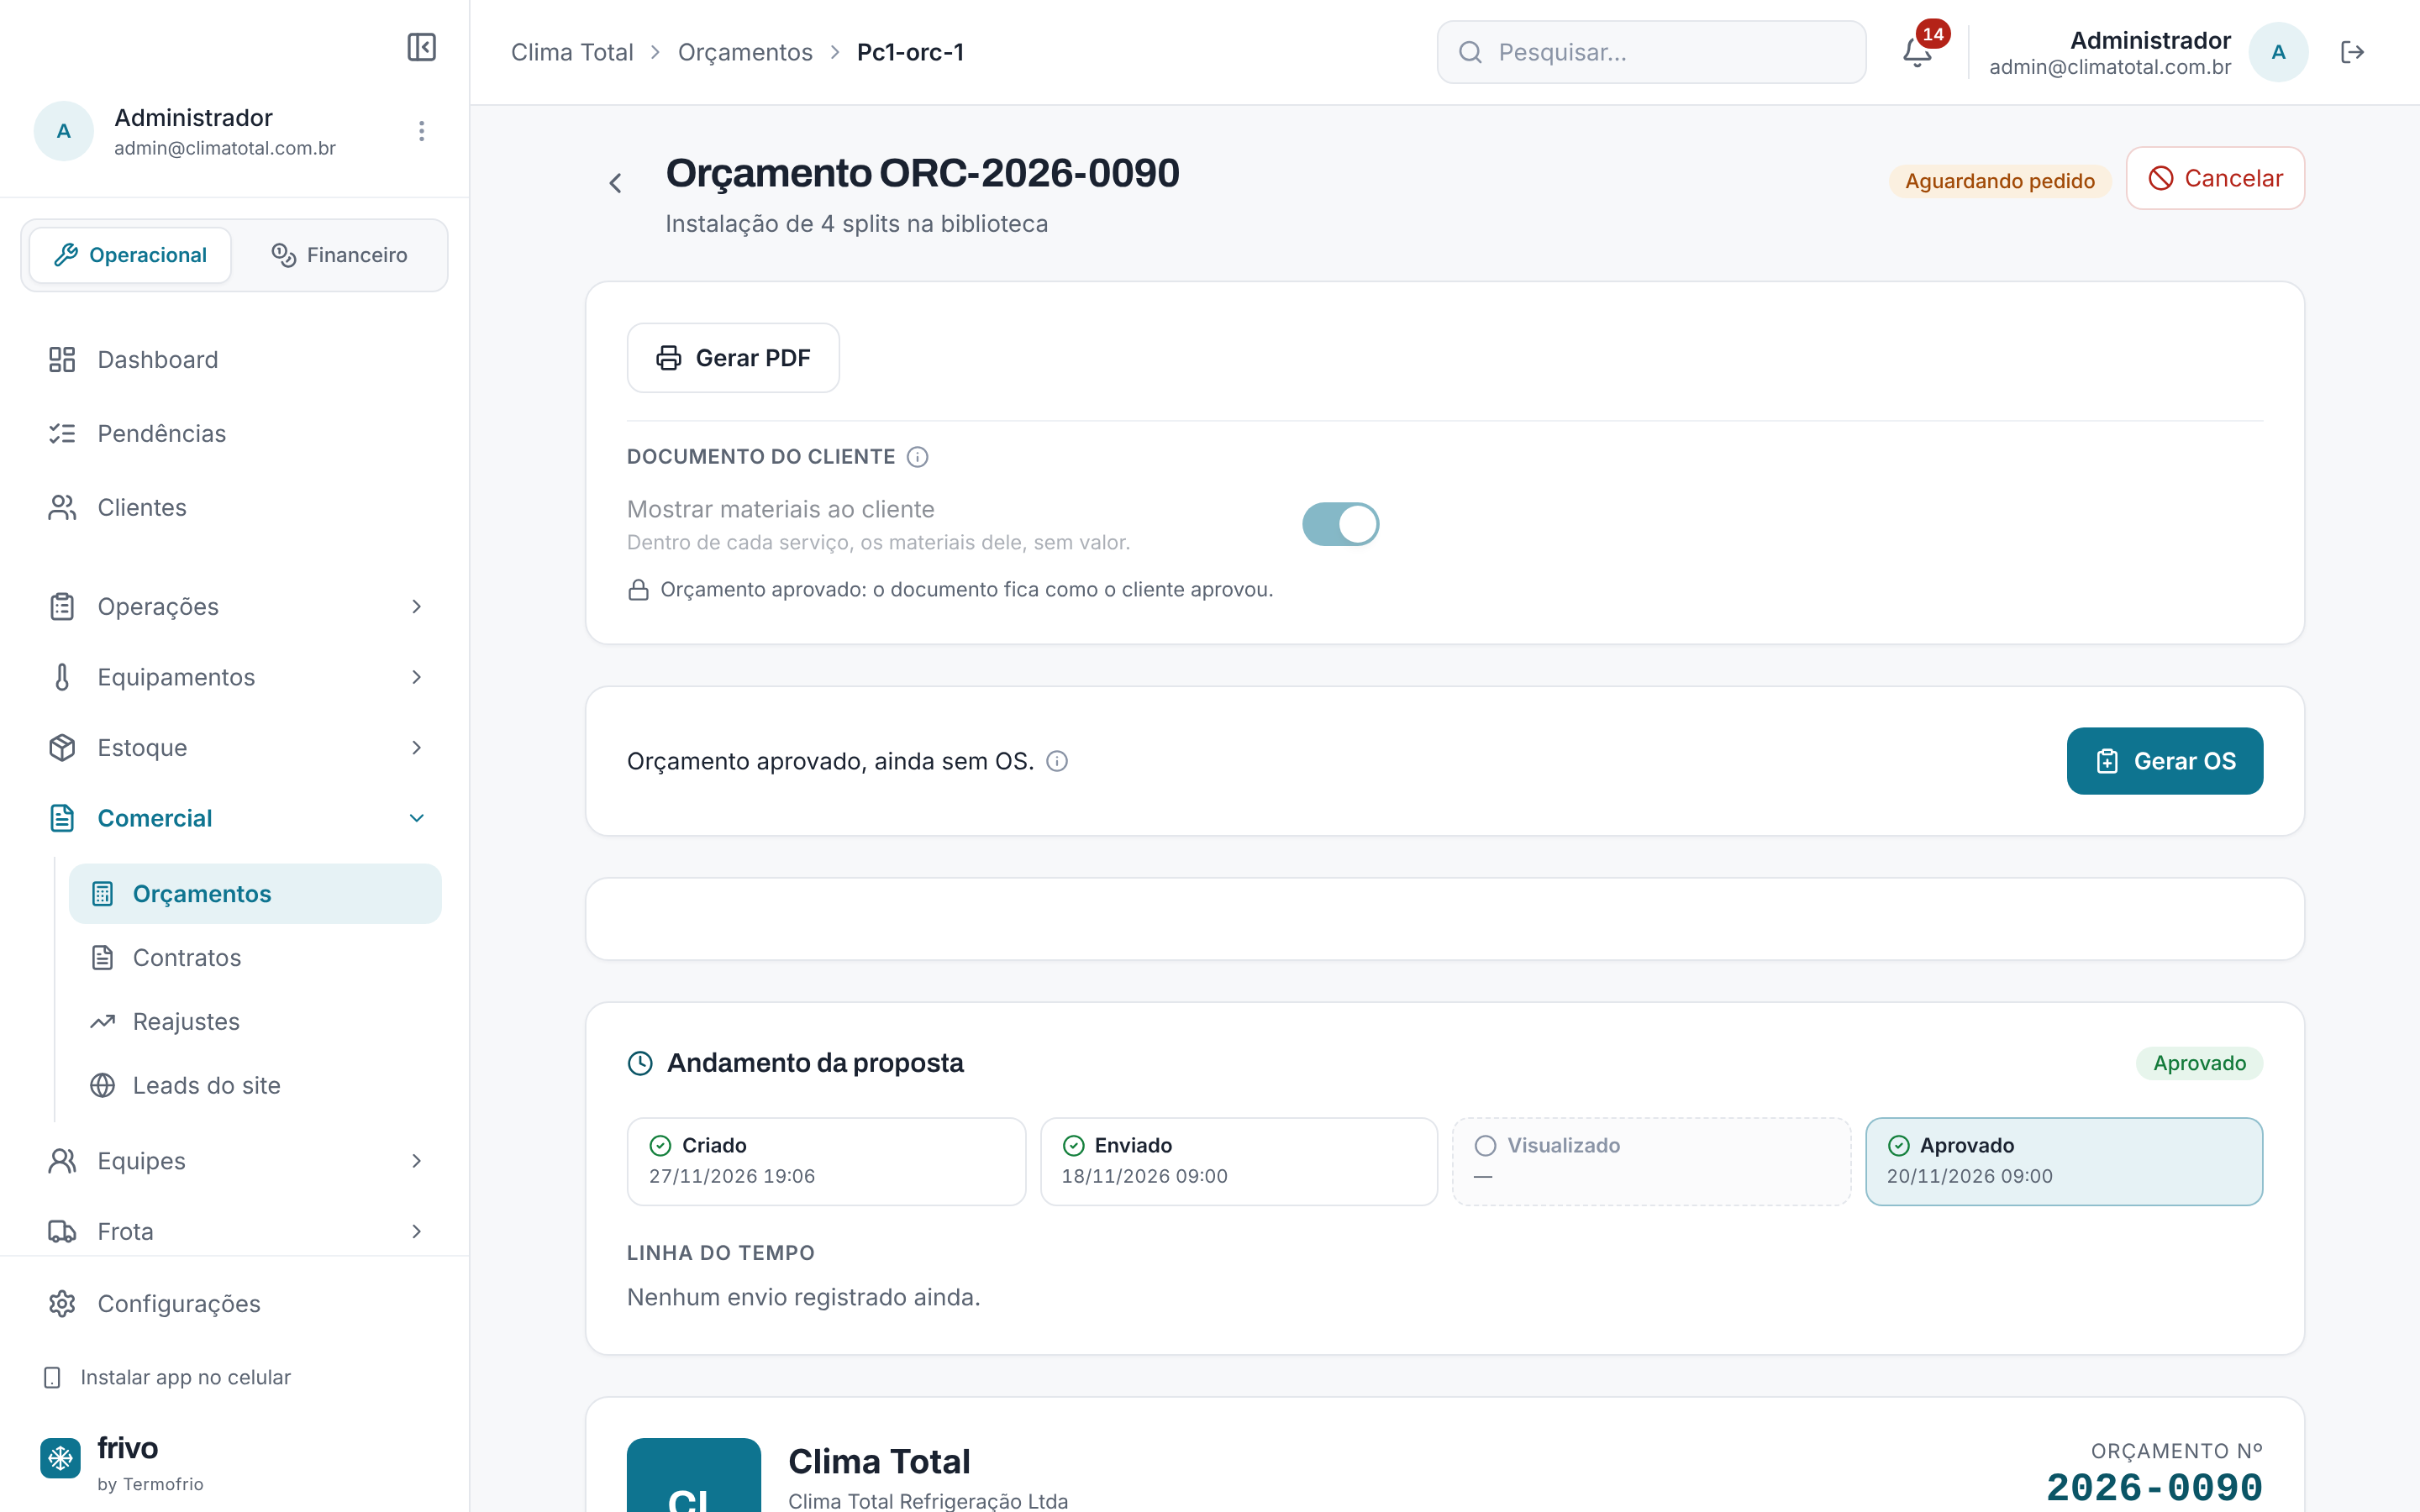 Clima Total
Orçamentos
Pc1-orc-1
Pesquisar...
14
Administrador
admin@climatotal.com.br
A
A
Administrador
admin@climatotal.com.br
Operacional
Financeiro
Dashboard
Pendências
Clientes
Operações
Equipamentos
Estoque
Comercial
Orçamentos
Contratos
Reajustes
Leads do site
Equipes
Frota
Configurações
Instalar app no celular
frivo
by Termofrio
Orçamento ORC-2026-0090
Instalação de 4 splits na biblioteca
Aguardando pedido
Cancelar
Gerar PDF
DOCUMENTO DO CLIENTE
Mostrar materiais ao cliente
Dentro de cada serviço, os materiais dele, sem valor.
Orçamento aprovado: o documento fica como o cliente aprovou.
Orçamento aprovado, ainda sem OS.
Gerar OS
Andamento da proposta
Aprovado
Criado
27/11/2026 19:06
Enviado
18/11/2026 09:00
Visualizado
—
Aprovado
20/11/2026 09:00
LINHA DO TEMPO
Nenhum envio registrado ainda.
Cl
Clima Total
Clima Total Refrigeração Ltda
ORÇAMENTO Nº
2026-0090